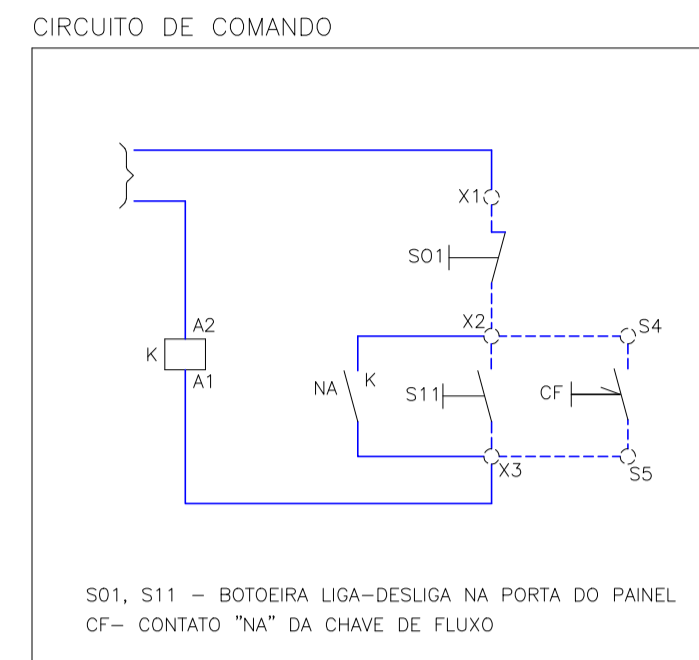 CIRCUITO DE COMANDO
X1
S01
X2
S4
A2
K
A1
NA
K
S11
CF
X3
S5
S01, S11 – BOTOEIRA LIGA–DESLIGA NA PORTA DO PAINEL
CF– CONTATO "NA" DA CHAVE DE FLUXO